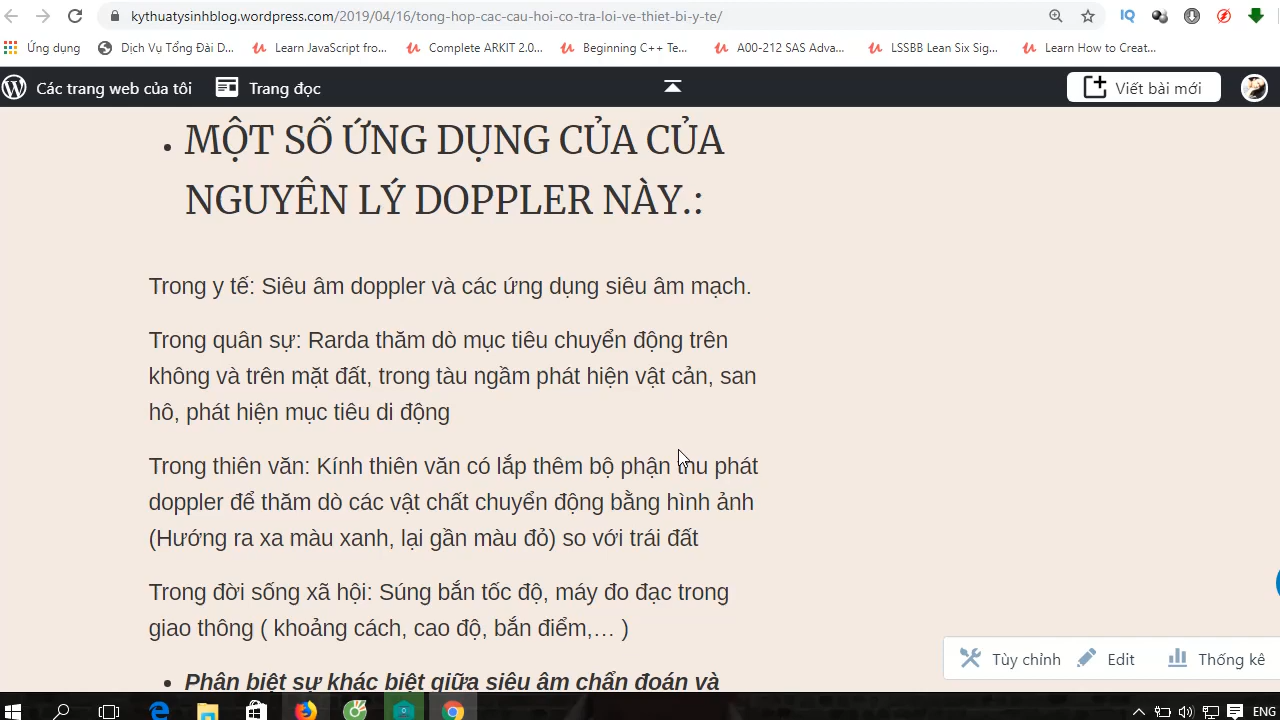 kythuatysinhblog.wordpress.com/2019/04/16/tong-hop-cac-cau-hoi-co-tra-loi-ve-thiet-bi-y-te/
Ứng dụng Dịch Vụ Tổng Đài D... Learn JavaScript fro... Complete ARKIT 2.0... Beginning C++ Te... A00-212 SAS Adva... LSSBB Lean Six Sig... Learn How to Creat...
Các trang web của tôi Trang đọc Viết bài mới
• MỘT SỐ ỨNG DỤNG CỦA CỦA
NGUYÊN LÝ DOPPLER NÀY.:
Trong y tế: Siêu âm doppler và các ứng dụng siêu âm mạch.
Trong quân sự: Rarda thăm dò mục tiêu chuyển động trên
không và trên mặt đất, trong tàu ngầm phát hiện vật cản, san
hô, phát hiện mục tiêu di động
Trong thiên văn: Kính thiên văn có lắp thêm bộ phận thu phát
doppler để thăm dò các vật chất chuyển động bằng hình ảnh
(Hướng ra xa màu xanh, lại gần màu đỏ) so với trái đất
Trong đời sống xã hội: Súng bắn tốc độ, máy đo đạc trong
giao thông ( khoảng cách, cao độ, bắn điểm,… )
• Phân biệt sự khác biệt giữa siêu âm chẩn đoán và
Tùy chỉnh Edit Thống kê
ENG